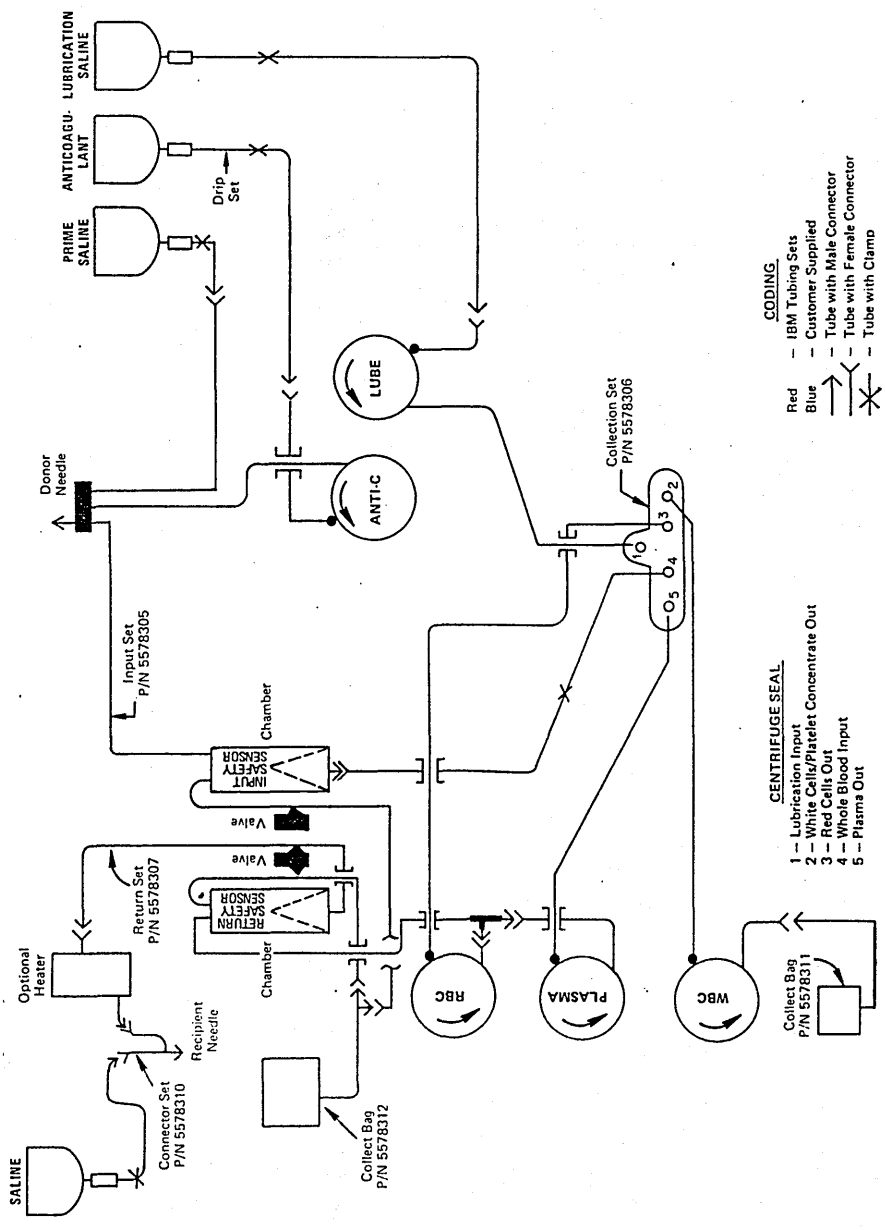 SALINE
Connector Set
P/N 5578310
Recipient
Needle
Optional
Heater
Return Set
P/N 5578307
Collect Bag
P/N 5578312
Chamber
RETURN
SAFETY
SENSOR
Valve
Valve
INPUT
SAFETY
SENSOR
Chamber
Input Set
P/N 5578305
Donor
Needle
PRIME
SALINE
ANTICOAGU-
LANT
LUBRICATION
SALINE
Drip
Set
ANTI-C
LUBE
RBC
PLASMA
WBC
Collect Bag
P/N 5578311
Collection Set
P/N 5578306
5
4
1
3
2
CENTRIFUGE SEAL
1 – Lubrication Input
2 – White Cells/Platelet Concentrate Out
3 – Red Cells Out
4 – Whole Blood Input
5 – Plasma Out
CODING
Red – IBM Tubing Sets
Blue – Customer Supplied
– Tube with Male Connector
– Tube with Female Connector
– Tube with Clamp